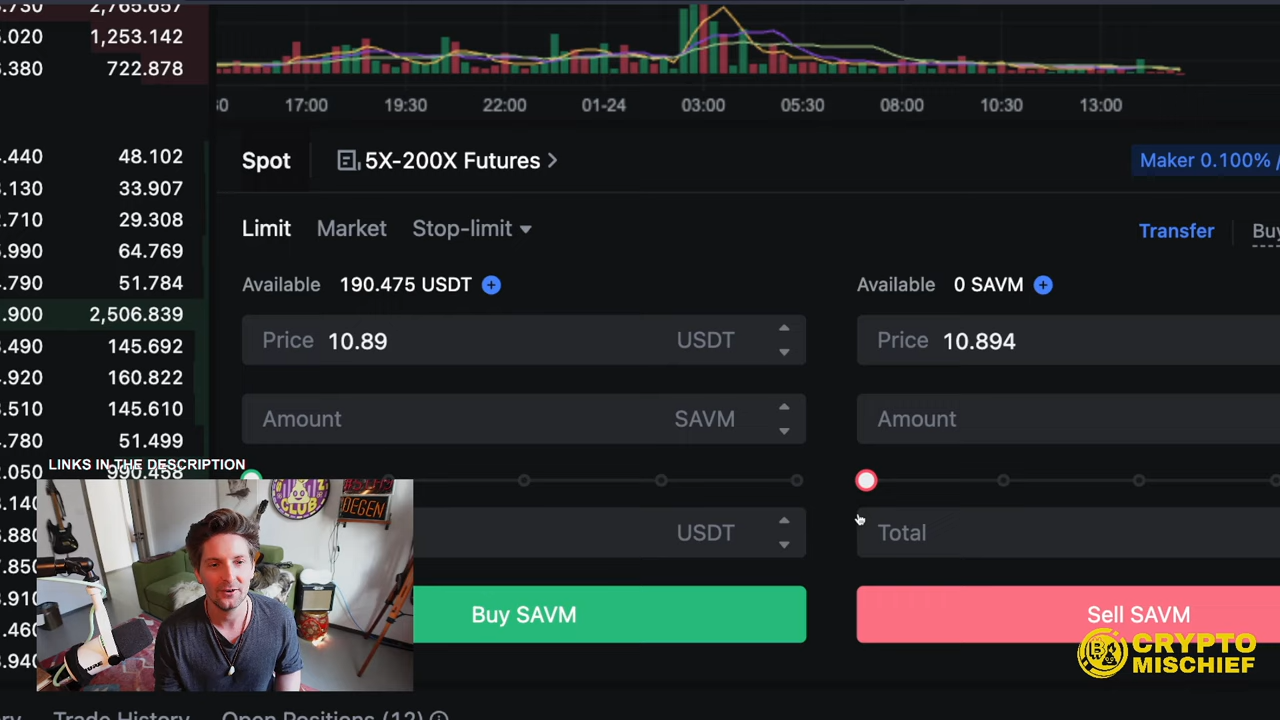 2,765.657
1,253.142
722.878
17:00 19:30 22:00 01-24 03:00 05:30 08:00 10:30 13:00
Spot 5X-200X Futures >
Maker 0.100% /
Limit Market Stop-limit
Transfer
Available 190.475 USDT
Available 0 SAVM
Price 10.89 USDT
Price 10.894
Amount SAVM
Amount
USDT
Total
Buy SAVM
Sell SAVM
48.102
33.907
29.308
64.769
51.784
2,506.839
145.692
160.822
145.610
51.499
990.458
LINKS IN THE DESCRIPTION
CLUB
DEGEN
CRYPTO
MISCHIEF
Trade History Open Positions (12)